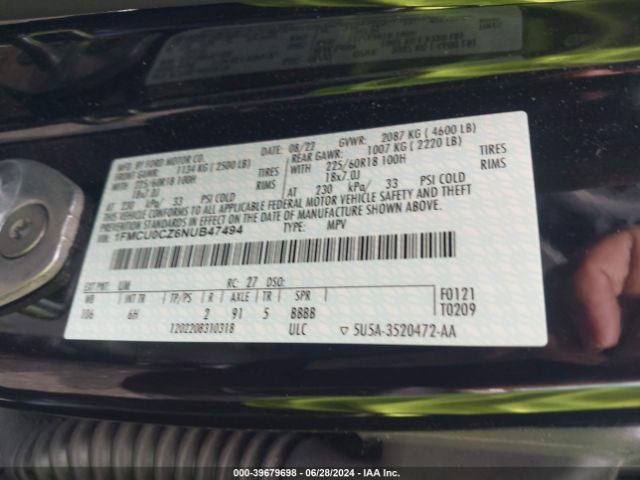 MFD. BY FORD MOTOR CO. DATE: 08/22 GVWR: 2087 KG ( 4600 LB)
FRONT GAWR: 1134 KG ( 2500 LB) REAR GAWR: 1007 KG ( 2220 LB)
WITH 225/60R18 100H TIRES WITH 225/60R18 100H TIRES
18x7.0J RIMS 18x7.0J RIMS
AT 230 kPa/ 33 PSI COLD AT 230 kPa/ 33 PSI COLD
THIS VEHICLE CONFORMS TO ALL APPLICABLE FEDERAL MOTOR VEHICLE SAFETY AND THEFT
PREVENTION STANDARDS IN EFFECT ON THE DATE OF MANUFACTURE SHOWN ABOVE.
VIN: 1FMCU0CZ6NUB47494 TYPE: MPV
EXT PNT: UM RC: 27 DSO:
WB INT TR TP/PS R AXLE TR SPR F0121
106 6H 2 91 5 BBBB T0209
1202208310318 ULC 5U5A-3520472-AA
000-39679698 | 06/28/2024 | IAA Inc.